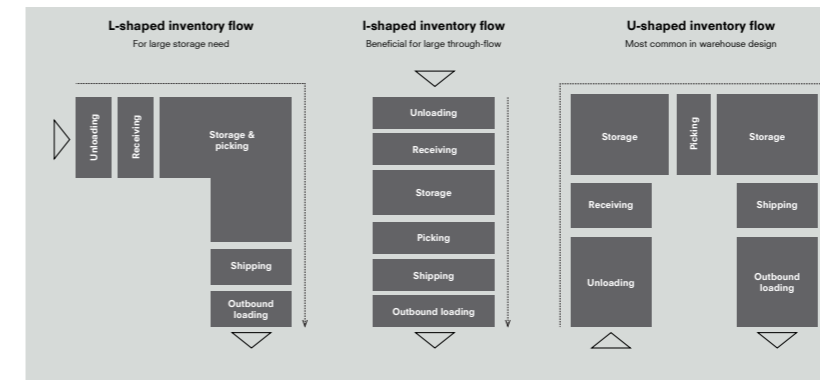 L-shaped inventory flow
For large storage need
Unloading
Receiving
Storage &
picking
Shipping
Outbound
loading
I-shaped inventory flow
Beneficial for large through-flow
Unloading
Receiving
Storage
Picking
Shipping
Outbound loading
U-shaped inventory flow
Most common in warehouse design
Storage
Picking
Storage
Receiving
Shipping
Unloading
Outbound
loading